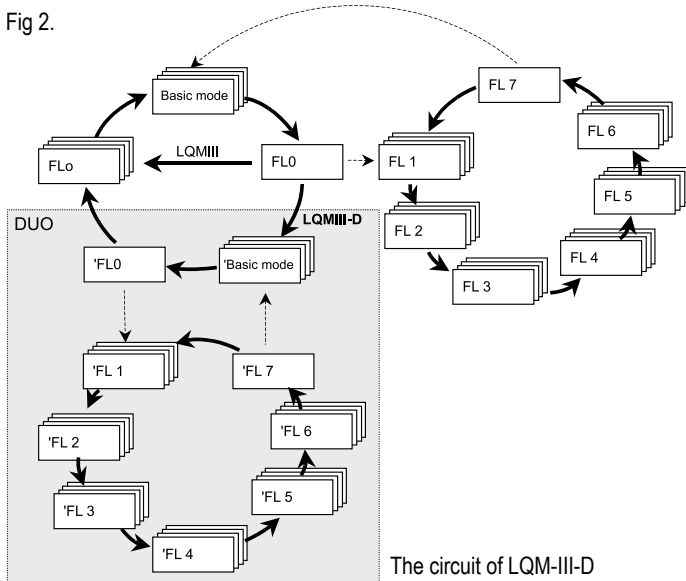 Fig 2.
Basic mode
FL 7
FL 6
FLo
LQMIII
FL0
FL 1
FL 5
FL 2
DUO
LQMIII-D
FL 4
'FL0
'Basic mode
FL 3
'FL 1
'FL 7
'FL 2
'FL 6
'FL 3
'FL 5
'FL 4
The circuit of LQM-III-D